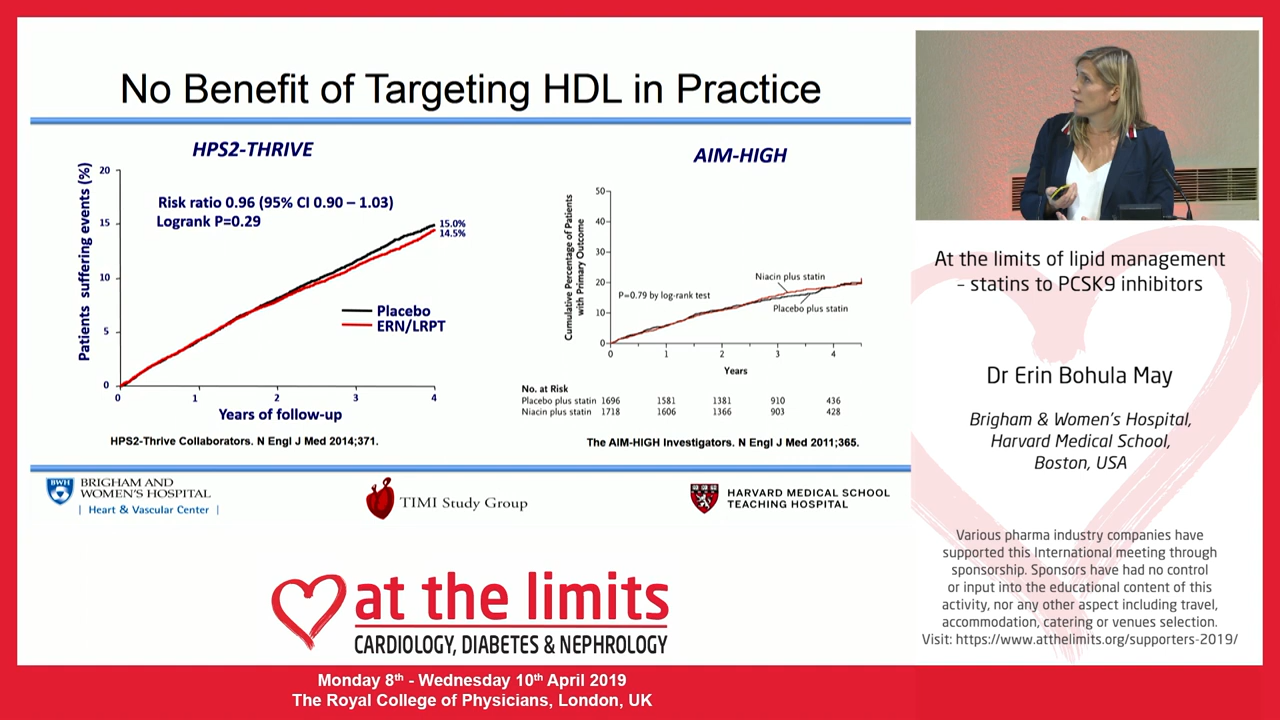 No Benefit of Targeting HDL in Practice
HPS2-THRIVE
Patients suffering events (%)
20
15
10
5
0
Risk ratio 0.96 (95% CI 0.90 – 1.03)
Logrank P=0.29
15.0%
14.5%
Placebo
ERN/LRPT
0 1 2 3 4
Years of follow-up
HPS2-Thrive Collaborators. N Engl J Med 2014;371.
AIM-HIGH
Cumulative Percentage of Patients
with Primary Outcome
50
40
30
20
10
0
Niacin plus statin
P=0.79 by log-rank test
Placebo plus statin
0 1 2 3 4
Years
No. at Risk
Placebo plus statin 1696 1581 1381 910 436
Niacin plus statin 1718 1606 1366 903 428
The AIM-HIGH Investigators. N Engl J Med 2011;365.
BWH
BRIGHAM AND
WOMEN'S HOSPITAL
| Heart & Vascular Center |
TIMI Study Group
HARVARD MEDICAL SCHOOL
TEACHING HOSPITAL
at the limits
CARDIOLOGY, DIABETES & NEPHROLOGY
Monday 8th - Wednesday 10th April 2019
The Royal College of Physicians, London, UK
At the limits of lipid management
– statins to PCSK9 inhibitors
Dr Erin Bohula May
Brigham & Women's Hospital,
Harvard Medical School,
Boston, USA
Various pharma industry companies have
supported this International meeting through
sponsorship. Sponsors have had no control
or input into the educational content of this
activity, nor any other aspect including travel,
accommodation, catering or venues selection.
Visit: https://www.atthelimits.org/supporters-2019/